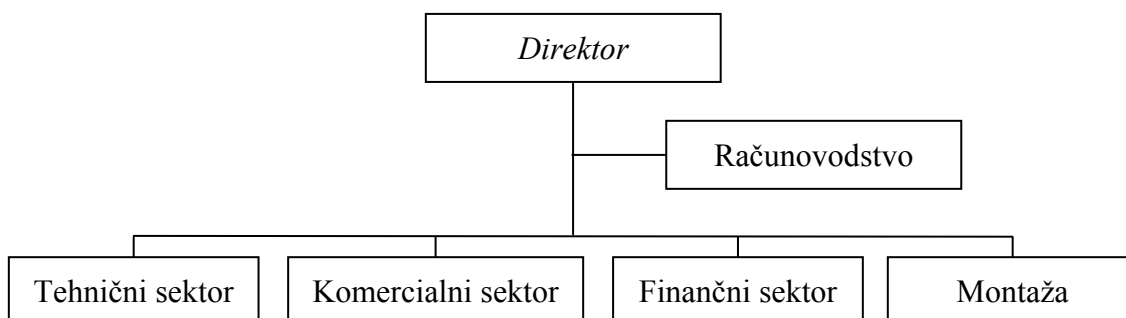 Direktor
Računovodstvo
Tehnični sektor
Komercialni sektor
Finančni sektor
Montaža